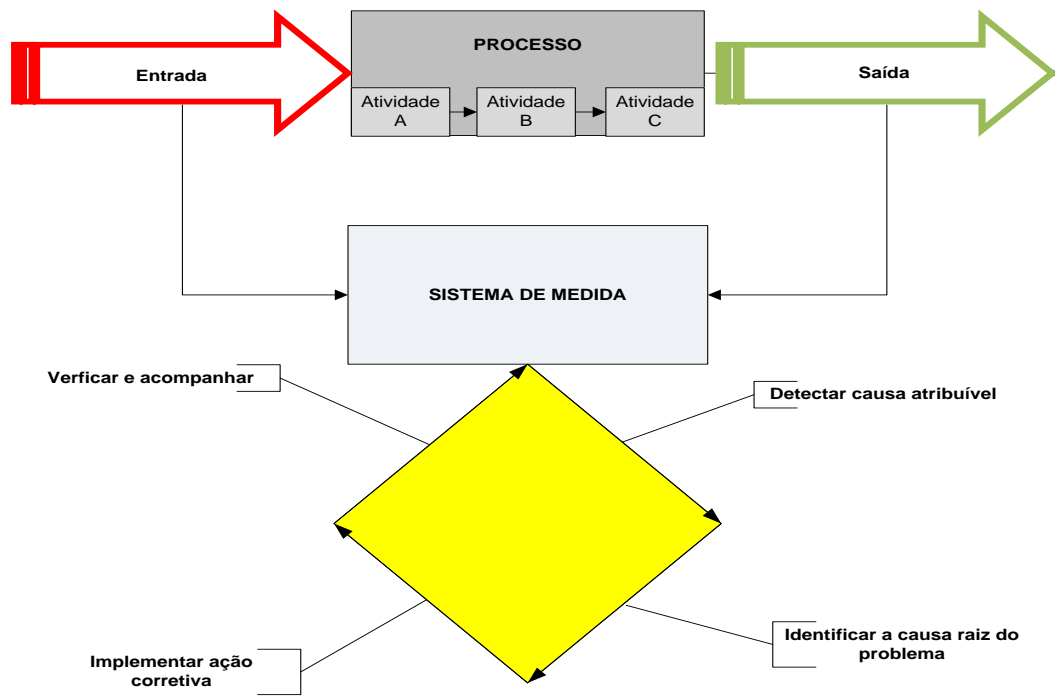 PROCESSO
Entrada
Saída
Atividade
A
Atividade
B
Atividade
C
SISTEMA DE MEDIDA
Verficar e acompanhar
Detectar causa atribuível
Implementar ação
corretiva
Identificar a causa raiz do
problema